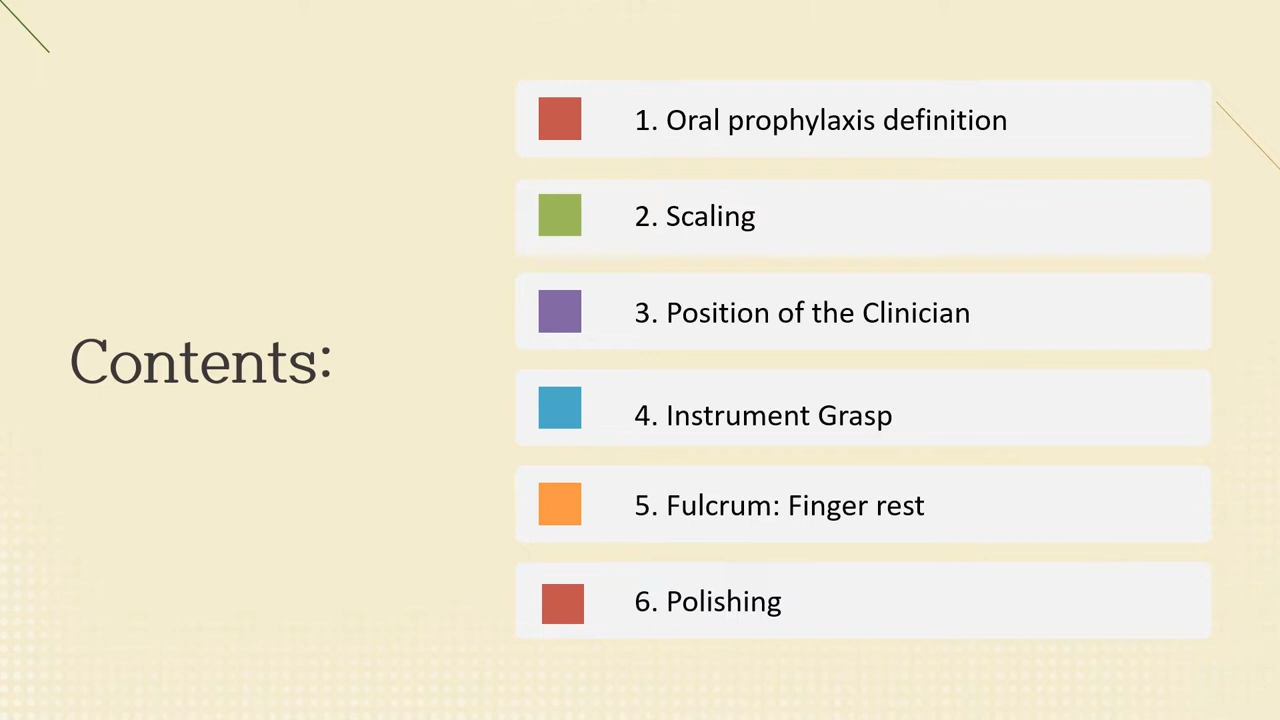 Contents:
1. Oral prophylaxis definition
2. Scaling
3. Position of the Clinician
4. Instrument Grasp
5. Fulcrum: Finger rest
6. Polishing